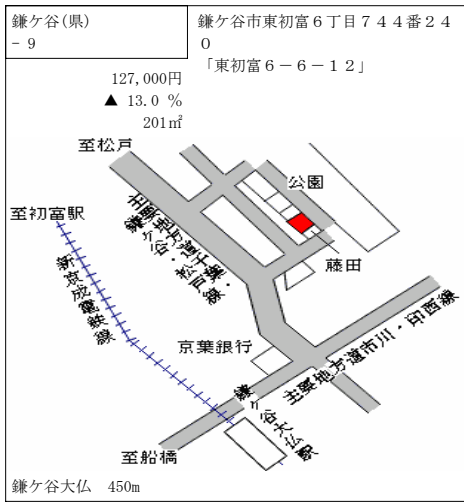 鎌ケ谷(県)
- 9
鎌ケ谷市東初富６丁目７４４番２４
０
「東初富６－６－１２」
127,000円
▲ 13.0 %
201㎡
至松戸
公園
至初富駅
主要地方道千葉・
鎌ケ谷・松戸線
藤田
新京成電鉄線
京葉銀行
主要地方道市川・印西線
鎌ケ谷大仏駅
至船橋
鎌ケ谷大仏 450m